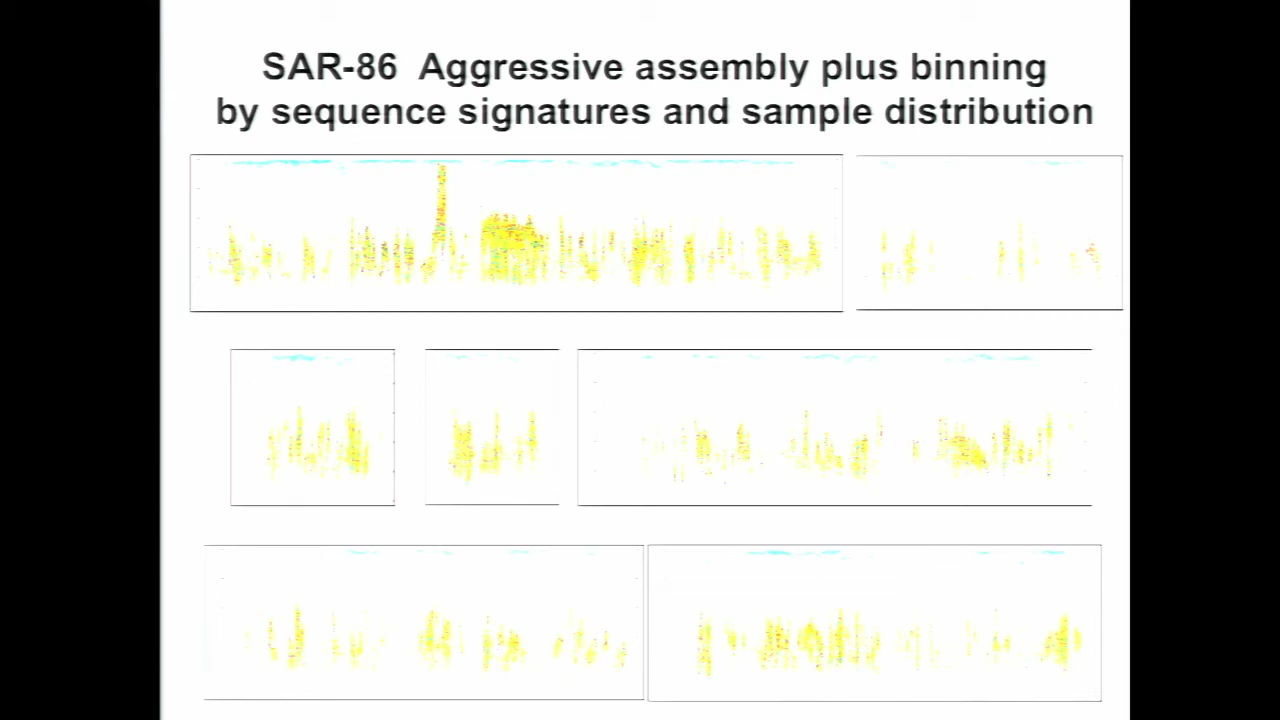 SAR-86 Aggressive assembly plus binning
by sequence signatures and sample distribution